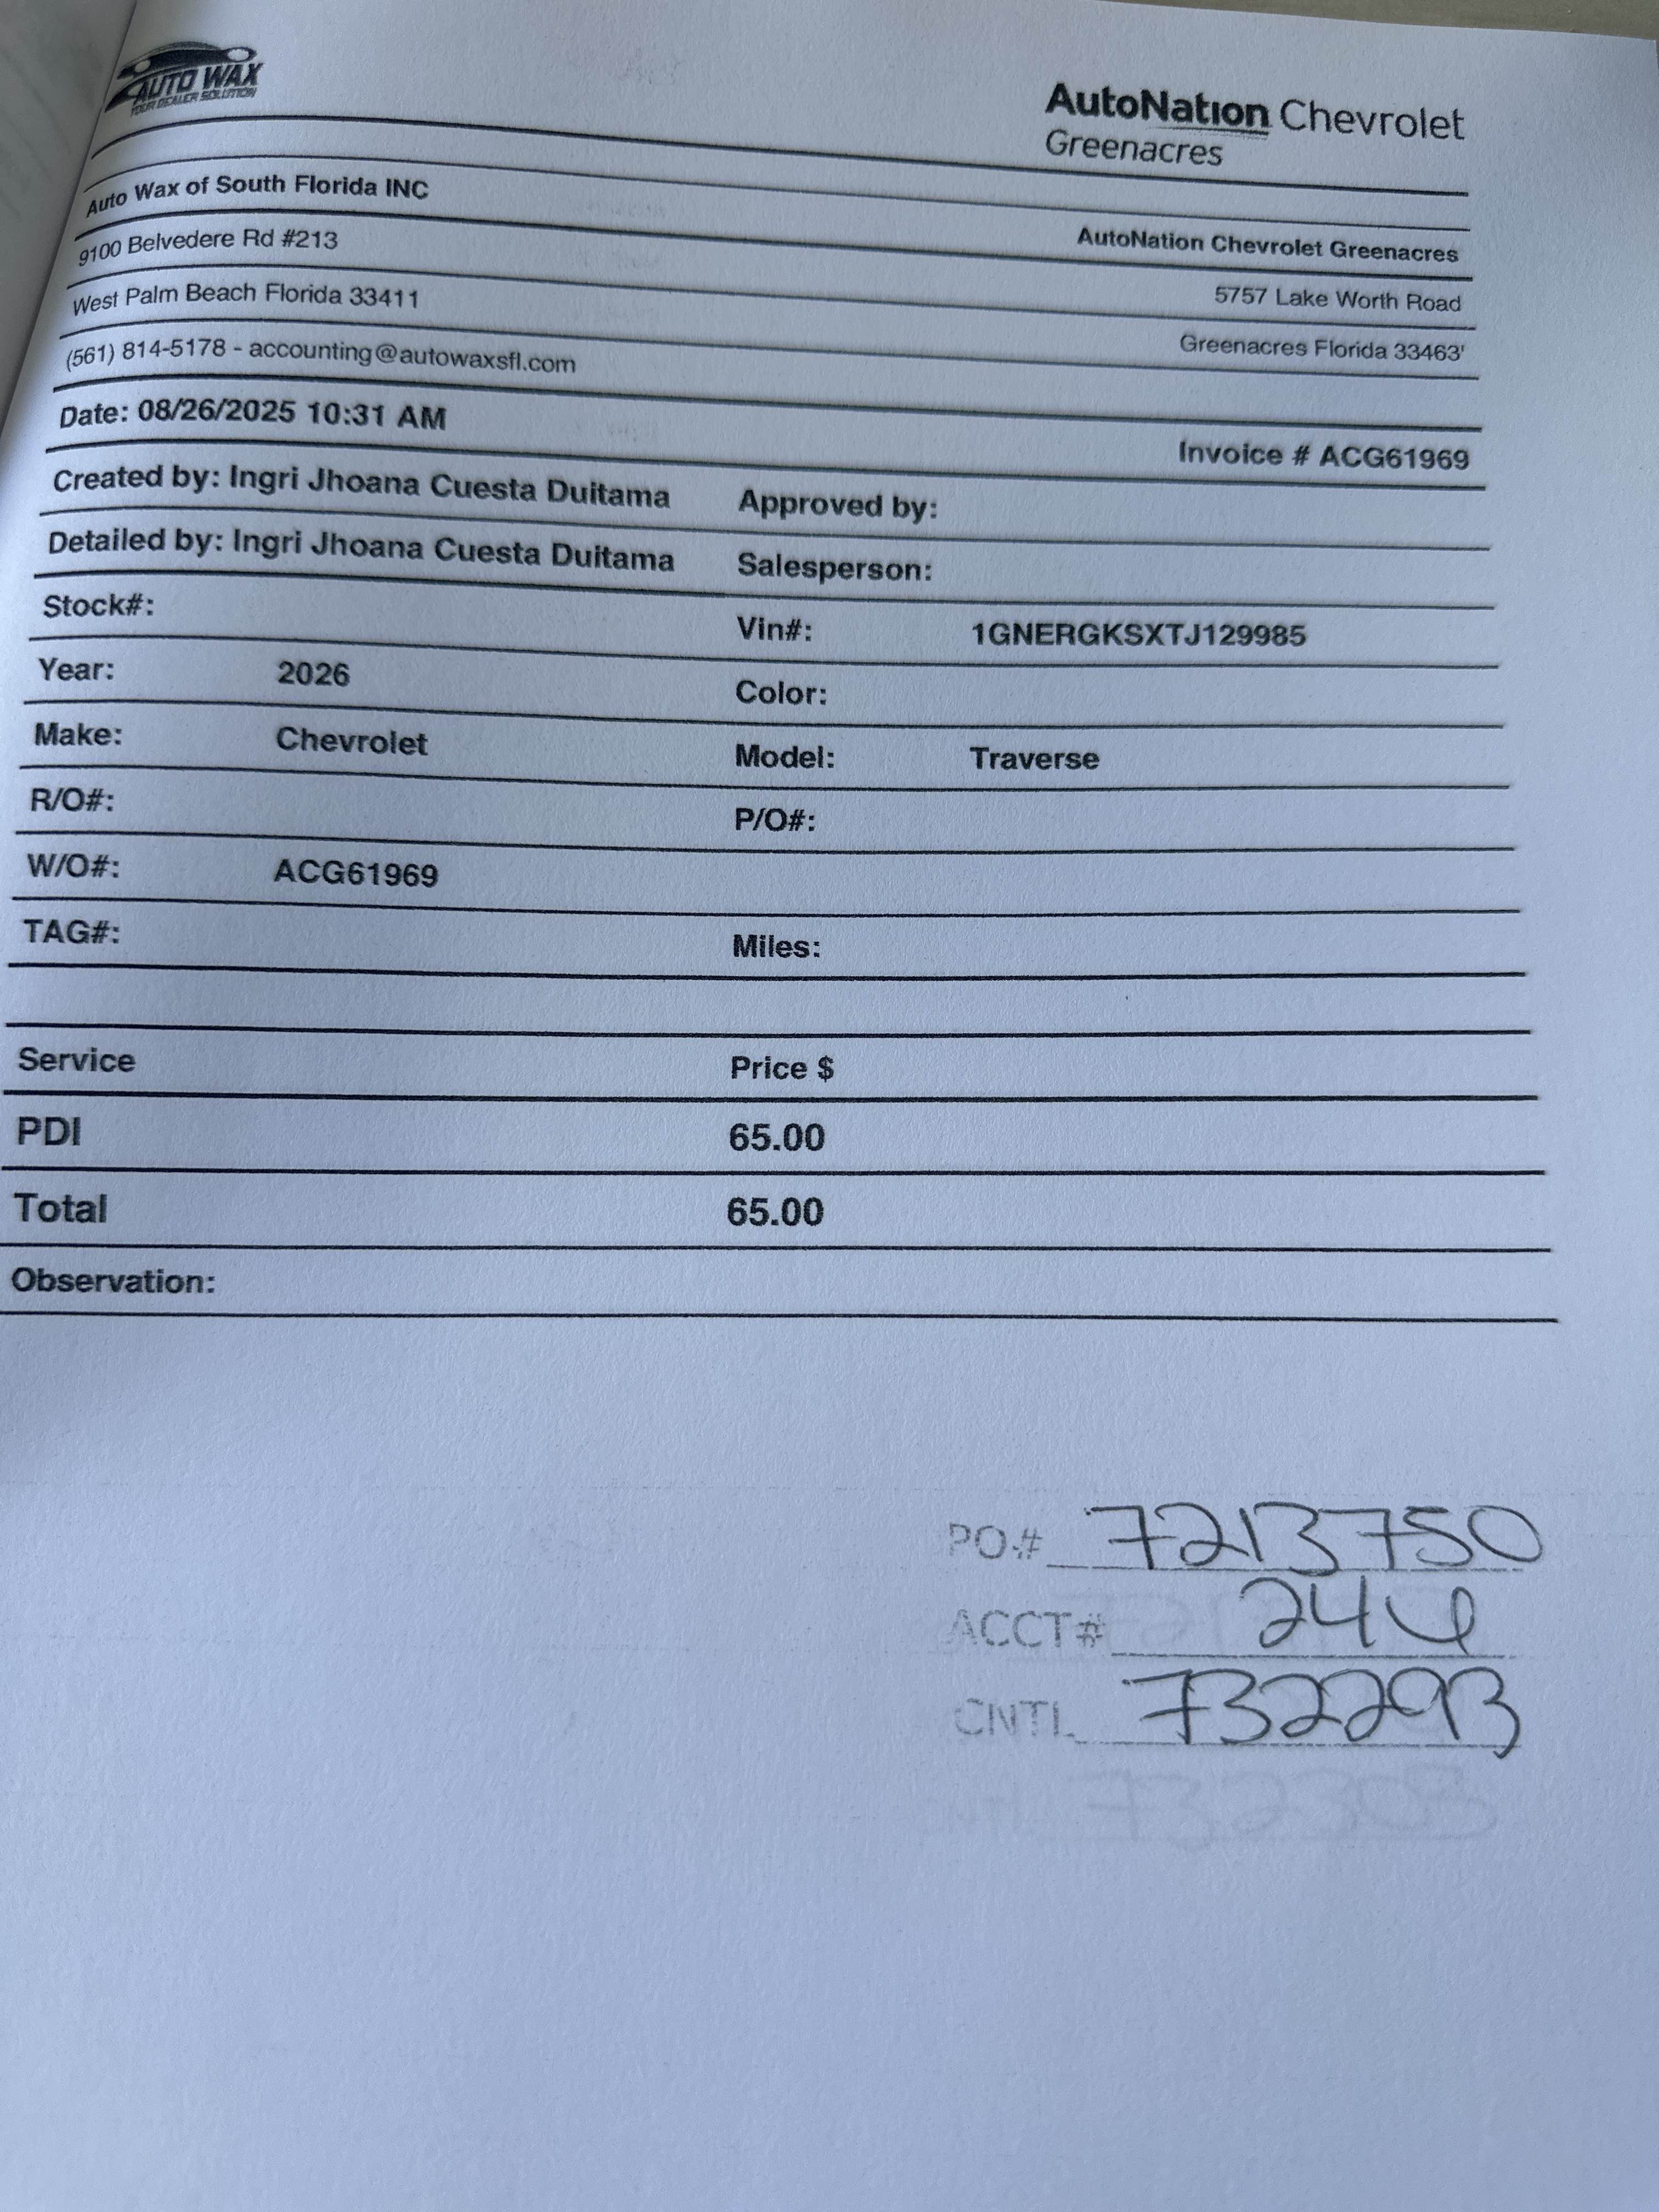 AUTO WAX
YOUR DEALER SOLUTION
AutoNation Chevrolet
Greenacres
Auto Wax of South Florida INC
AutoNation Chevrolet Greenacres
9100 Belvedere Rd #213
5757 Lake Worth Road
West Palm Beach Florida 33411
Greenacres Florida 33463'
(561) 814-5178 - accounting@autowaxsfl.com
Date: 08/26/2025 10:31 AM
Invoice # ACG61969
Created by: Ingri Jhoana Cuesta Duitama Approved by:
Detailed by: Ingri Jhoana Cuesta Duitama Salesperson:
Stock#: Vin#: 1GNERGKSXTJ129985
Year: 2026 Color:
Make: Chevrolet Model: Traverse
R/O#: P/O#:
W/O#: ACG61969
TAG#: Miles:
Service Price $
PDI 65.00
Total 65.00
Observation:
PO# 7213750
ACCT# 246
CNTL 732293